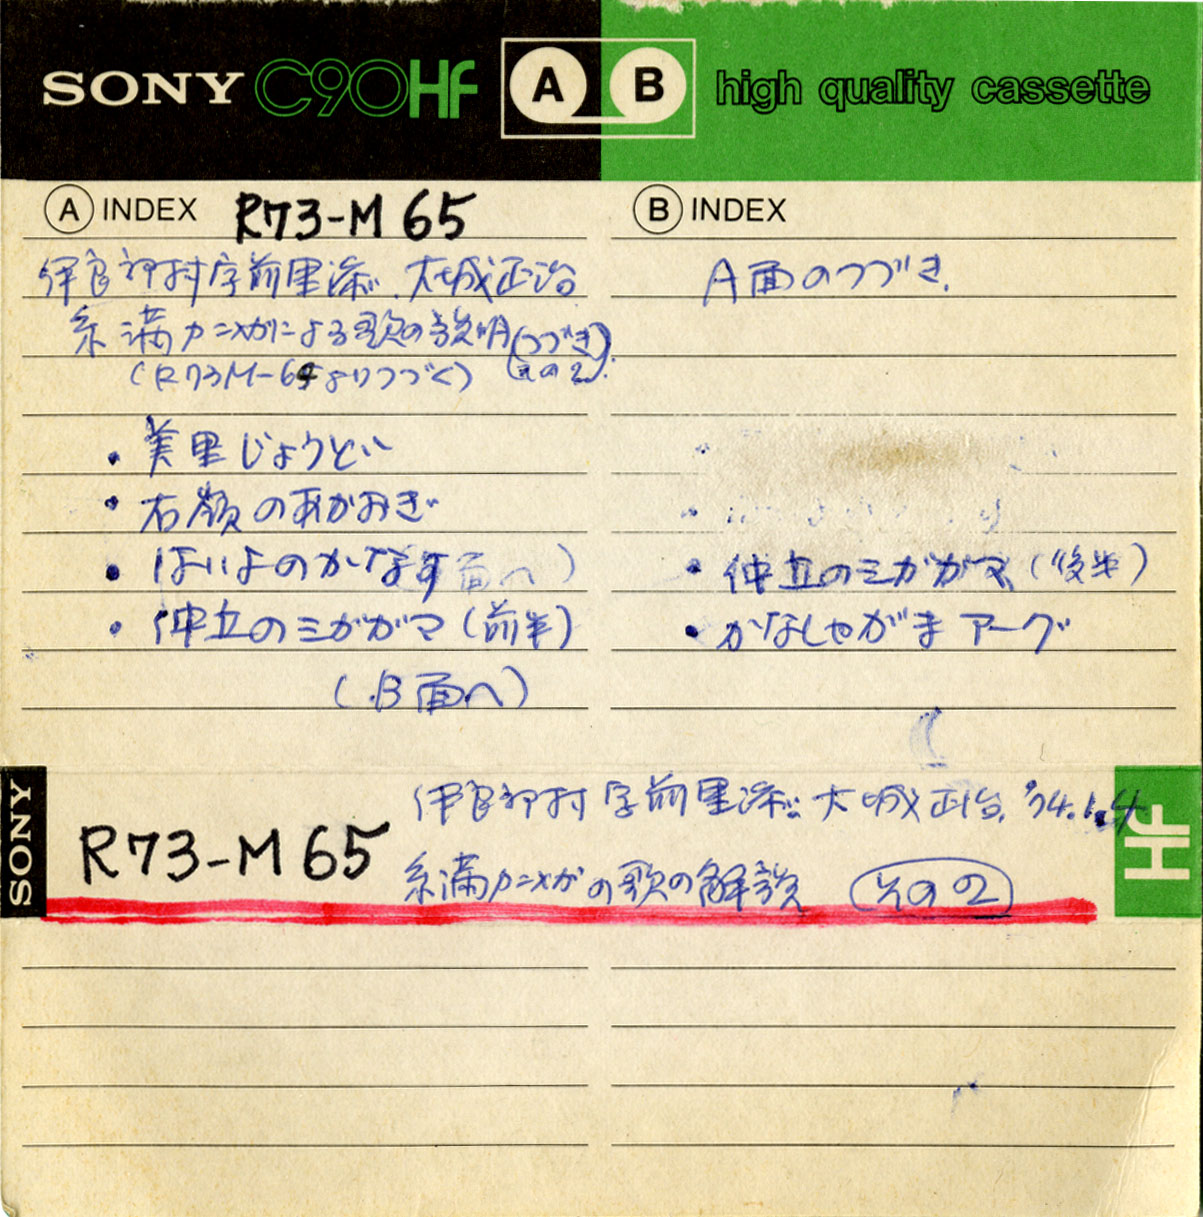 SONY C90HF A B high quality cassette
A INDEX R73-M 65
伊良部村字前里添 大城正治
糸満カニメガによる歌の説明(つづき)
(その2).
(R73M-64よりつづく)
・美里じょうどぅ
・石嶺のあかおぎ
・はいよのかなす
・仲立のミガガマ(前半)
(B面へ)
B INDEX
A面のつづき.
・仲立のミガガマ(後半)
・かなしゃがまアーグ
SONY
R73-M 65
伊良部村字前里添 大城正治. '74.1.4
糸満カニメガの歌の解説 その2
HF